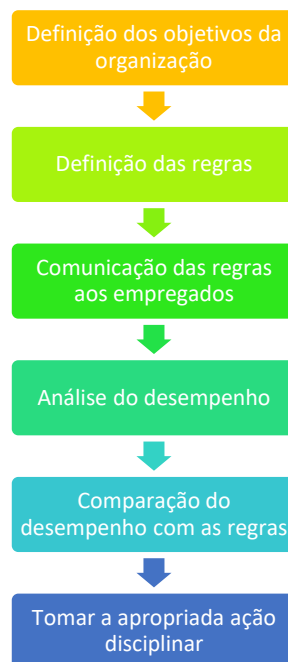 Definição dos objetivos da
organização
Definição das regras
Comunicação das regras
aos empregados
Análise do desempenho
Comparação do
desempenho com as regras
Tomar a apropriada ação
disciplinar